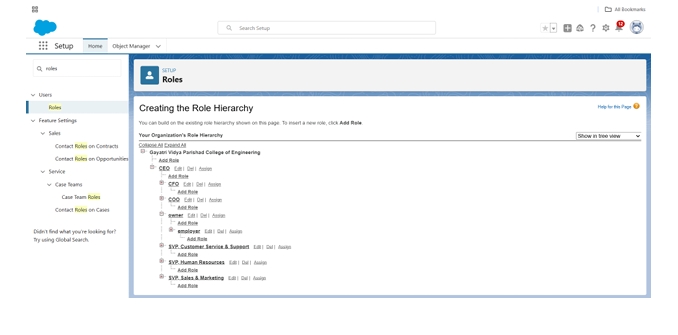 All Bookmarks
Search Setup
12
Setup
Home
Object Manager
roles
Users
Roles
Feature Settings
Sales
Contact Roles on Contracts
Contact Roles on Opportunities
Service
Case Teams
Case Team Roles
Contact Roles on Cases
Didn't find what you're looking for?
Try using Global Search.
SETUP
Roles
Creating the Role Hierarchy
Help for this Page
You can build on the existing role hierarchy shown on this page. To insert a new role, click Add Role.
Your Organization's Role Hierarchy
Show in tree view
Collapse All Expand All
Gayatri Vidya Parishad College of Engineering
Add Role
CEO Edit | Del | Assign
Add Role
CFO Edit | Del | Assign
Add Role
COO Edit | Del | Assign
Add Role
owner Edit | Del | Assign
Add Role
employer Edit | Del | Assign
Add Role
SVP, Customer Service & Support Edit | Del | Assign
Add Role
SVP, Human Resources Edit | Del | Assign
Add Role
SVP, Sales & Marketing Edit | Del | Assign
Add Role